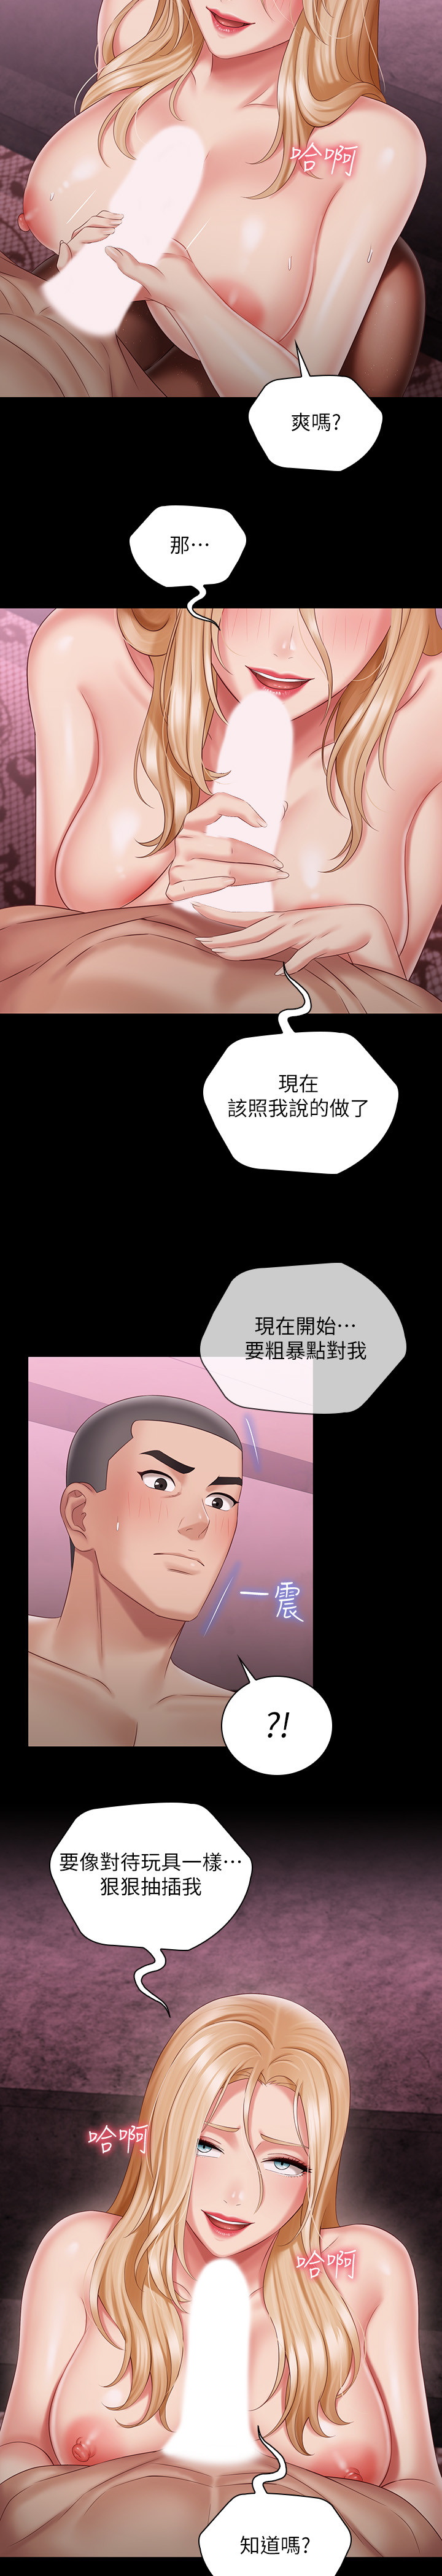 哈啊
爽嗎?
那⋯
現在
該照我說的做了
現在開始⋯
要粗暴點對我
一震
?!
要像對待玩具一樣⋯
狠狠抽插我
哈啊
哈啊
知道嗎?